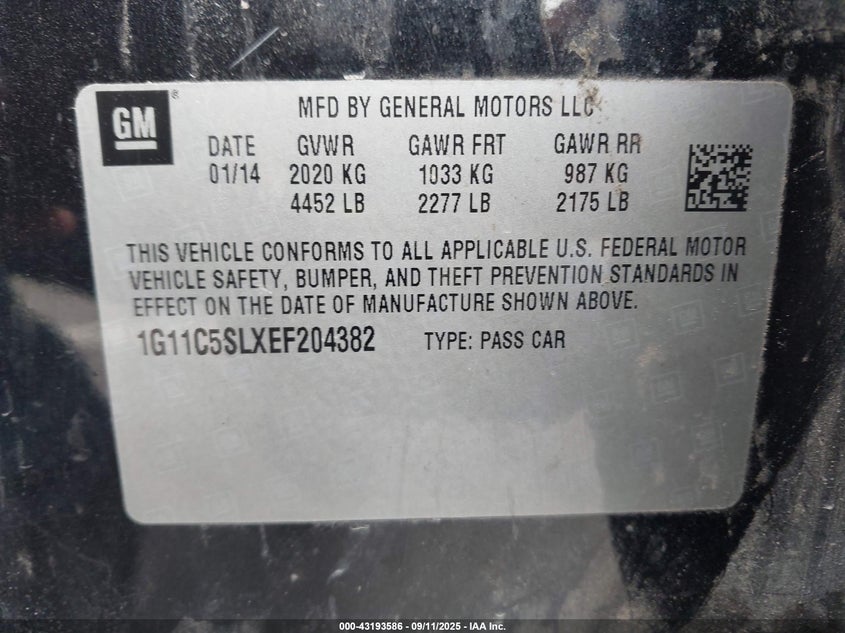 GM ®
MFD BY GENERAL MOTORS LLC
DATE GVWR GAWR FRT GAWR RR
01/14 2020 KG 1033 KG 987 KG
4452 LB 2277 LB 2175 LB
THIS VEHICLE CONFORMS TO ALL APPLICABLE U.S. FEDERAL MOTOR
VEHICLE SAFETY, BUMPER, AND THEFT PREVENTION STANDARDS IN
EFFECT ON THE DATE OF MANUFACTURE SHOWN ABOVE.
1G11C5SLXEF204382 TYPE: PASS CAR
000-43193586 - 09/11/2025 - IAA Inc.